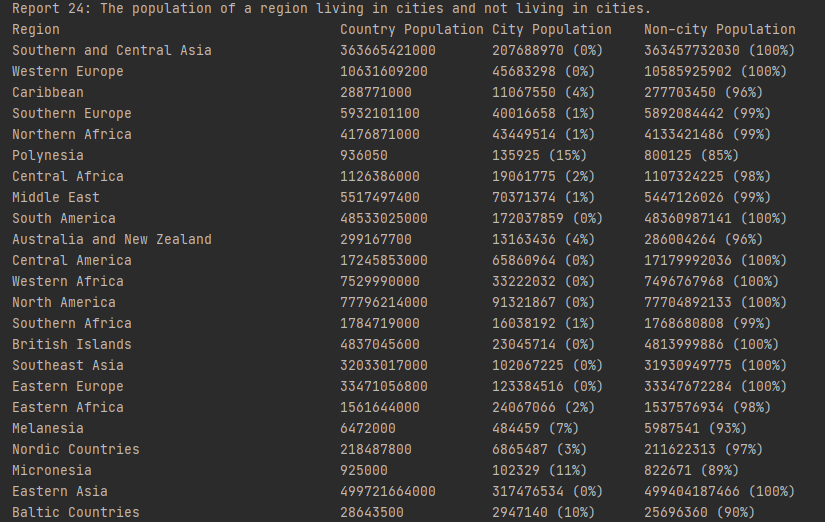 Report 24: The population of a region living in cities and not living in cities.
Region Country Population City Population Non-city Population
Southern and Central Asia 363665421000 207688970 (0%) 363457732030 (100%)
Western Europe 10631609200 45683298 (0%) 10585925902 (100%)
Caribbean 288771000 11067550 (4%) 277703450 (96%)
Southern Europe 5932101100 40016658 (1%) 5892084442 (99%)
Northern Africa 4176871000 43449514 (1%) 4133421486 (99%)
Polynesia 936050 135925 (15%) 800125 (85%)
Central Africa 1126386000 19061775 (2%) 1107324225 (98%)
Middle East 5517497400 70371374 (1%) 5447126026 (99%)
South America 48533025000 172037859 (0%) 48360987141 (100%)
Australia and New Zealand 299167700 13163436 (4%) 286004264 (96%)
Central America 17245853000 65860964 (0%) 17179992036 (100%)
Western Africa 7529990000 33222032 (0%) 7496767968 (100%)
North America 77796214000 91321867 (0%) 77704892133 (100%)
Southern Africa 1784719000 16038192 (1%) 1768680808 (99%)
British Islands 4837045600 23045714 (0%) 4813999886 (100%)
Southeast Asia 32033017000 102067225 (0%) 31930949775 (100%)
Eastern Europe 33471056800 123384516 (0%) 33347672284 (100%)
Eastern Africa 1561644000 24067066 (2%) 1537576934 (98%)
Melanesia 6472000 484459 (7%) 5987541 (93%)
Nordic Countries 218487800 6865487 (3%) 211622313 (97%)
Micronesia 925000 102329 (11%) 822671 (89%)
Eastern Asia 499721664000 317476534 (0%) 499404187466 (100%)
Baltic Countries 28643500 2947140 (10%) 25696360 (90%)